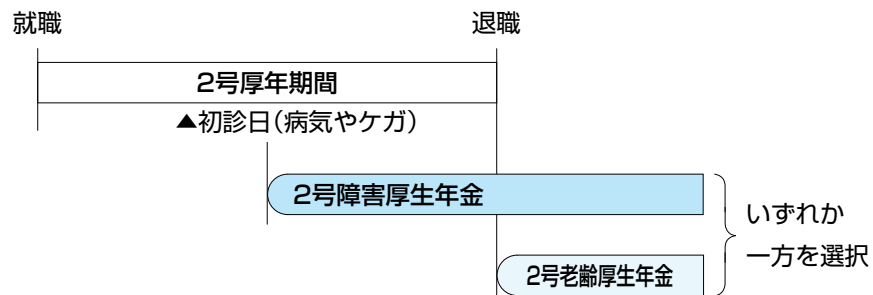 就職
退職
2号厚年期間
▲初診日(病気やケガ)
2号障害厚生年金
2号老齢厚生年金
いずれか
一方を選択